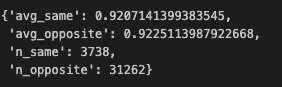 {'avg_same': 0.9207141399383545,
'avg_opposite': 0.9225113987922668,
'n_same': 3738,
'n_opposite': 31262}